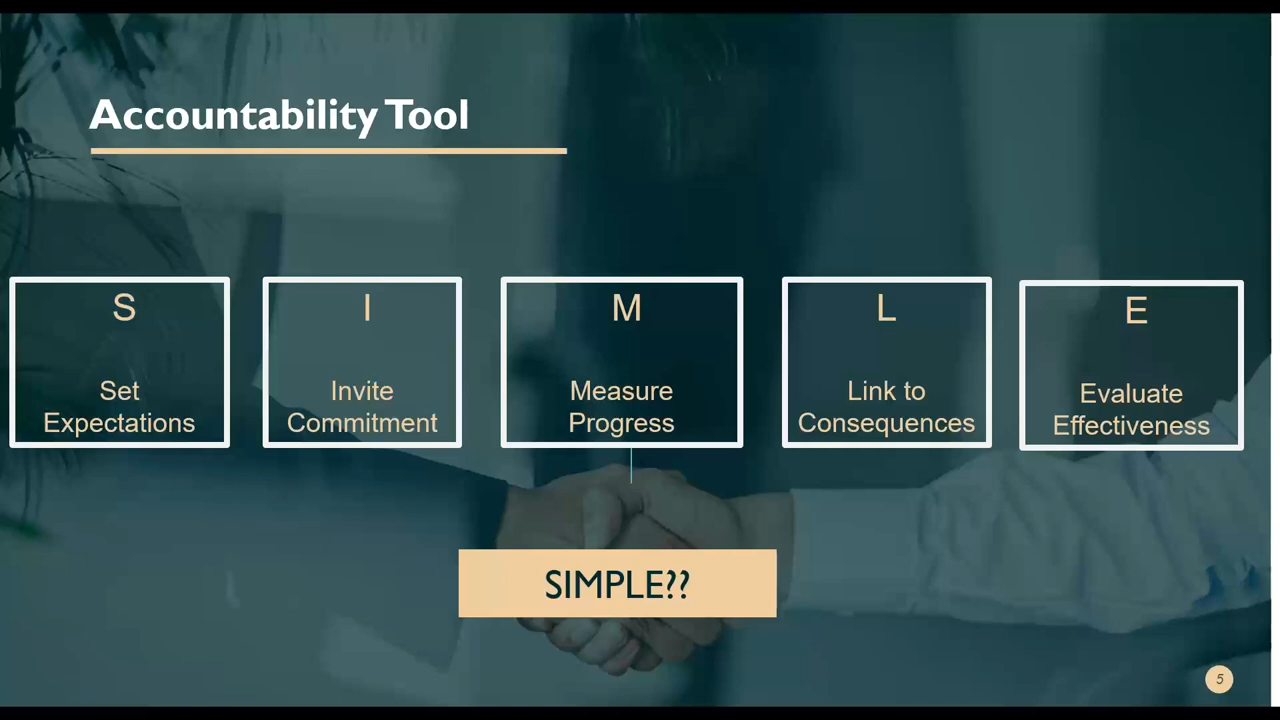 Accountability Tool
S
Set
Expectations
I
Invite
Commitment
M
Measure
Progress
L
Link to
Consequences
E
Evaluate
Effectiveness
SIMPLE??
5